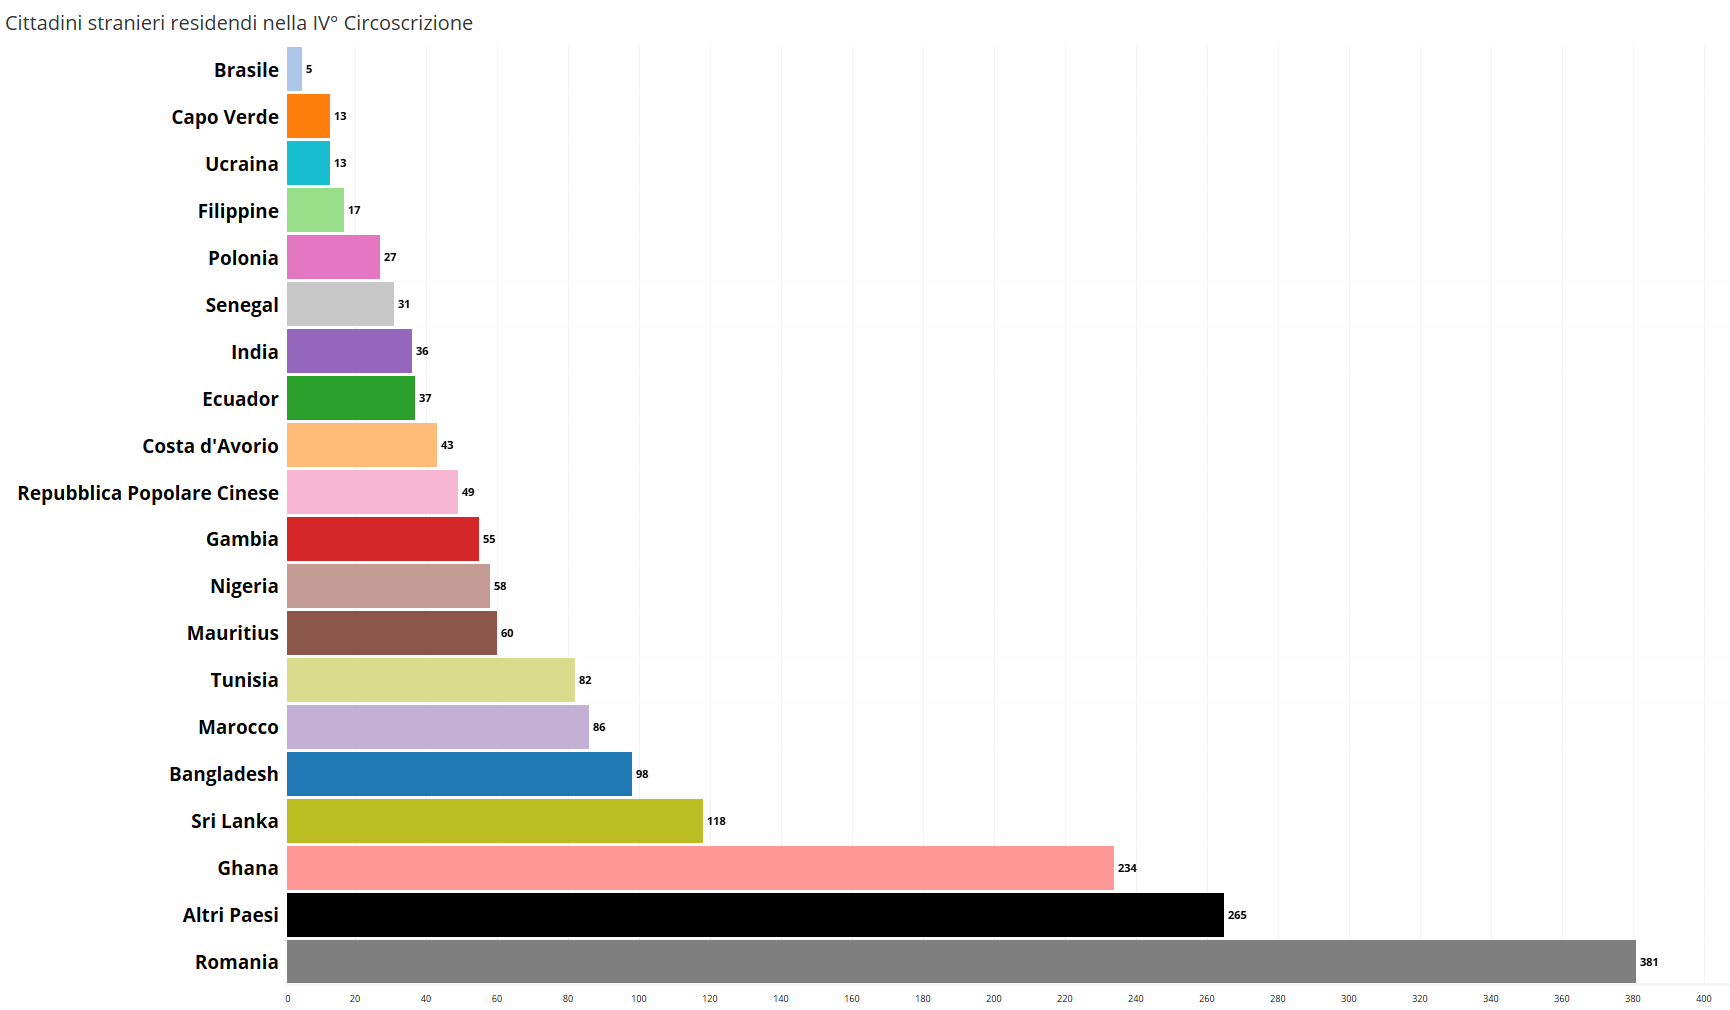 Cittadini stranieri residendi nella IV° Circoscrizione
Brasile 5
Capo Verde 13
Ucraina 13
Filippine 17
Polonia 27
Senegal 31
India 36
Ecuador 37
Costa d'Avorio 43
Repubblica Popolare Cinese 49
Gambia 55
Nigeria 58
Mauritius 60
Tunisia 82
Marocco 86
Bangladesh 98
Sri Lanka 118
Ghana 234
Altri Paesi 265
Romania 381
0 20 40 60 80 100 120 140 160 180 200 220 240 260 280 300 320 340 360 380 400